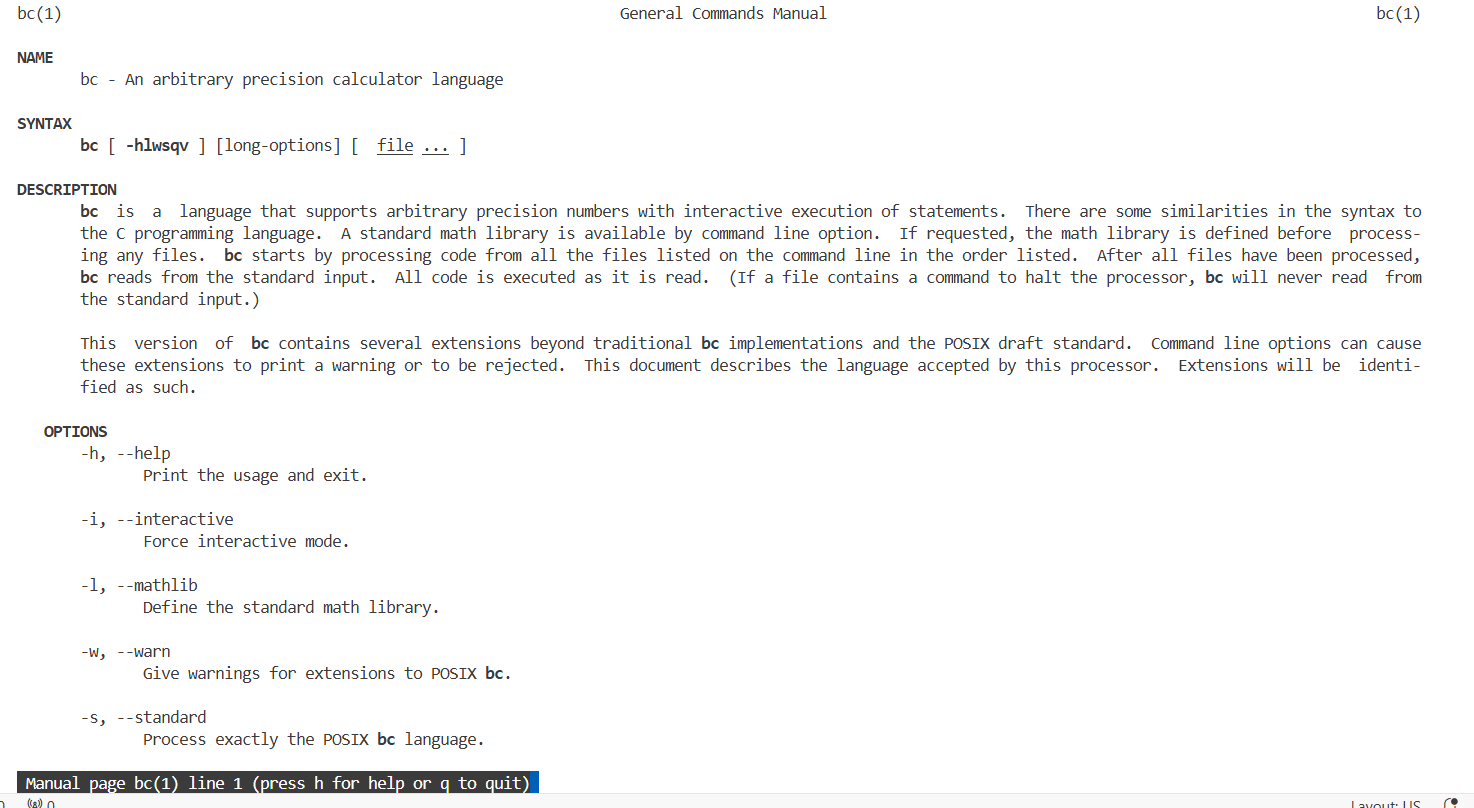 bc(1) General Commands Manual bc(1)
NAME
bc - An arbitrary precision calculator language
SYNTAX
bc [ -hlwsqv ] [long-options] [ file ... ]
DESCRIPTION
bc is a language that supports arbitrary precision numbers with interactive execution of statements. There are some similarities in the syntax to
the C programming language. A standard math library is available by command line option. If requested, the math library is defined before process-
ing any files. bc starts by processing code from all the files listed on the command line in the order listed. After all files have been processed,
bc reads from the standard input. All code is executed as it is read. (If a file contains a command to halt the processor, bc will never read from
the standard input.)
This version of bc contains several extensions beyond traditional bc implementations and the POSIX draft standard. Command line options can cause
these extensions to print a warning or to be rejected. This document describes the language accepted by this processor. Extensions will be identi-
fied as such.
OPTIONS
-h, --help
Print the usage and exit.
-i, --interactive
Force interactive mode.
-l, --mathlib
Define the standard math library.
-w, --warn
Give warnings for extensions to POSIX bc.
-s, --standard
Process exactly the POSIX bc language.
Manual page bc(1) line 1 (press h for help or q to quit)
0 0 Layout: US